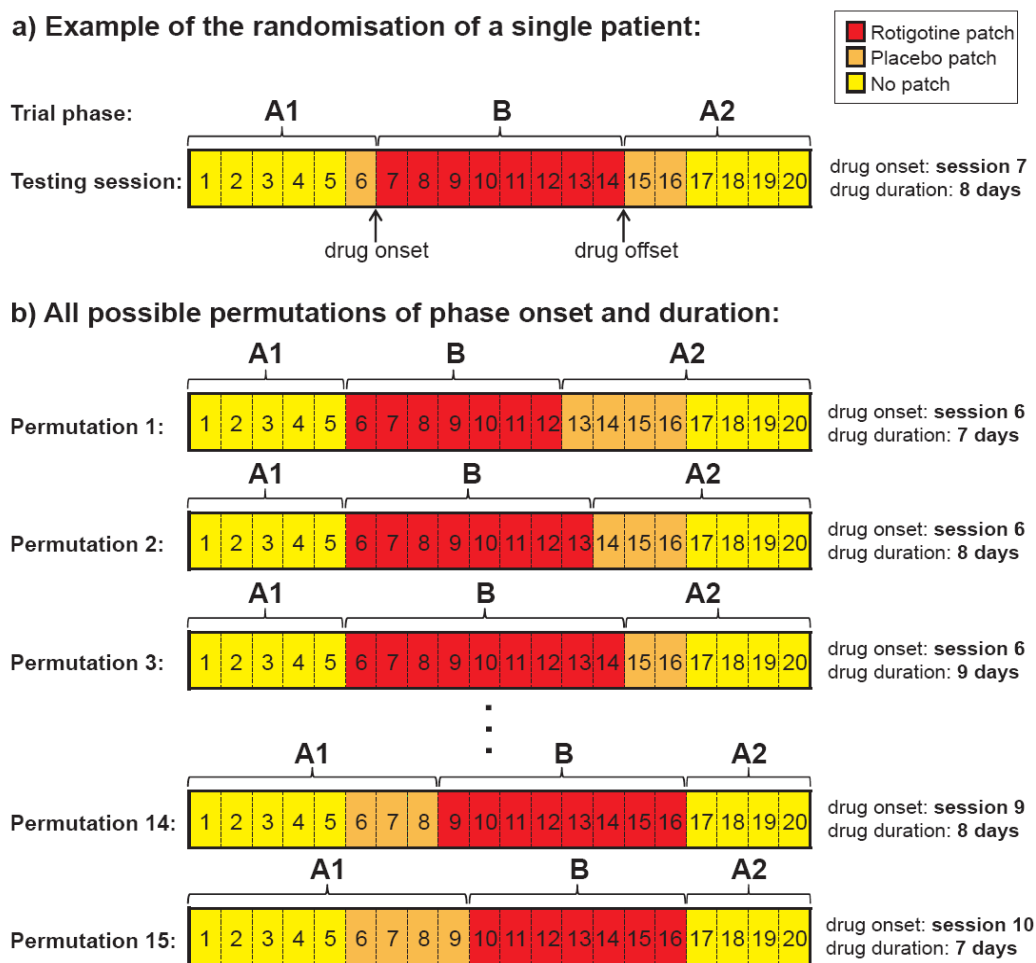 a) Example of the randomisation of a single patient:
Rotigotine patch
Placebo patch
No patch
Trial phase:
A1 B A2
Testing session: 1 2 3 4 5 6 7 8 9 10 11 12 13 14 15 16 17 18 19 20
drug onset: session 7
drug duration: 8 days
drug onset
drug offset
b) All possible permutations of phase onset and duration:
A1 B A2
Permutation 1: 1 2 3 4 5 6 7 8 9 10 11 12 13 14 15 16 17 18 19 20
drug onset: session 6
drug duration: 7 days
A1 B A2
Permutation 2: 1 2 3 4 5 6 7 8 9 10 11 12 13 14 15 16 17 18 19 20
drug onset: session 6
drug duration: 8 days
A1 B A2
Permutation 3: 1 2 3 4 5 6 7 8 9 10 11 12 13 14 15 16 17 18 19 20
drug onset: session 6
drug duration: 9 days
A1 B A2
Permutation 14: 1 2 3 4 5 6 7 8 9 10 11 12 13 14 15 16 17 18 19 20
drug onset: session 9
drug duration: 8 days
A1 B A2
Permutation 15: 1 2 3 4 5 6 7 8 9 10 11 12 13 14 15 16 17 18 19 20
drug onset: session 10
drug duration: 7 days